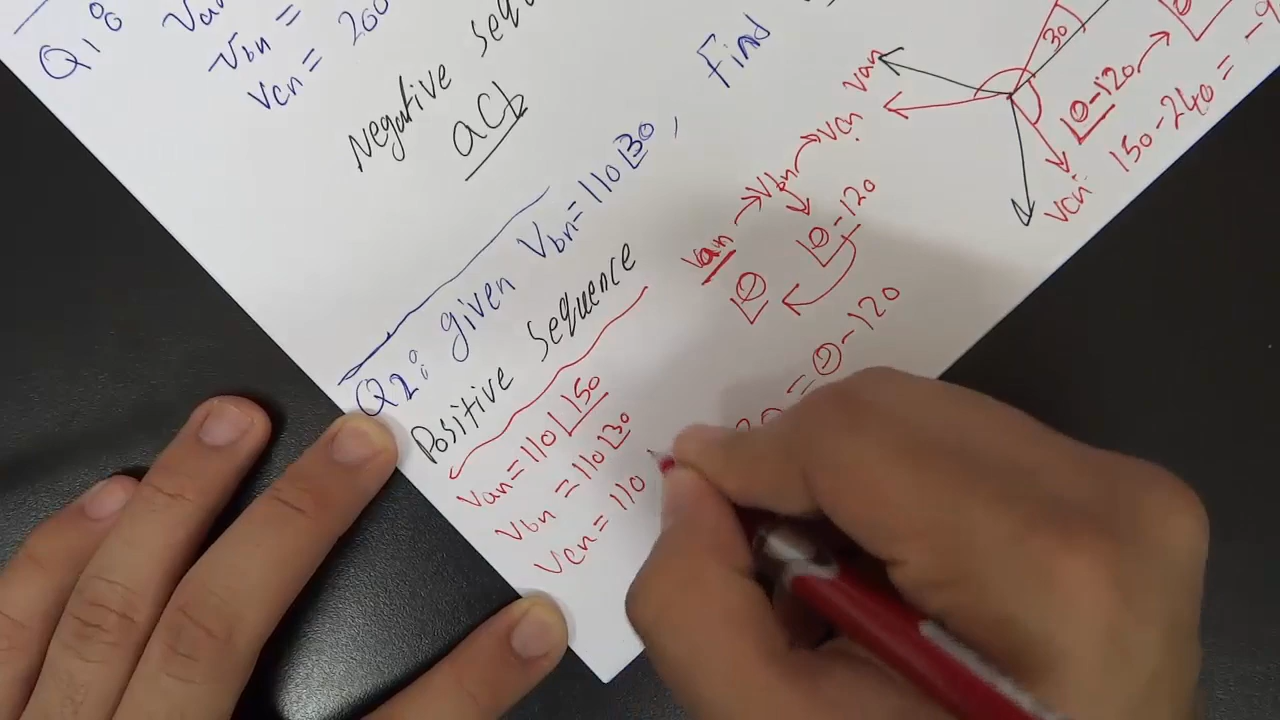 Q1:
Vbn =
Vcn = 200
Negative
acb
Find
Q2: given Vbn = 110∠30,
Positive Sequence
Van = 110∠150
Vbn = 110∠30
Vcn = 110
Van → Vbn → Vcn
∠θ
∠θ-120
= θ-120
Van
30
∠θ-120
Vcn
150-240 =